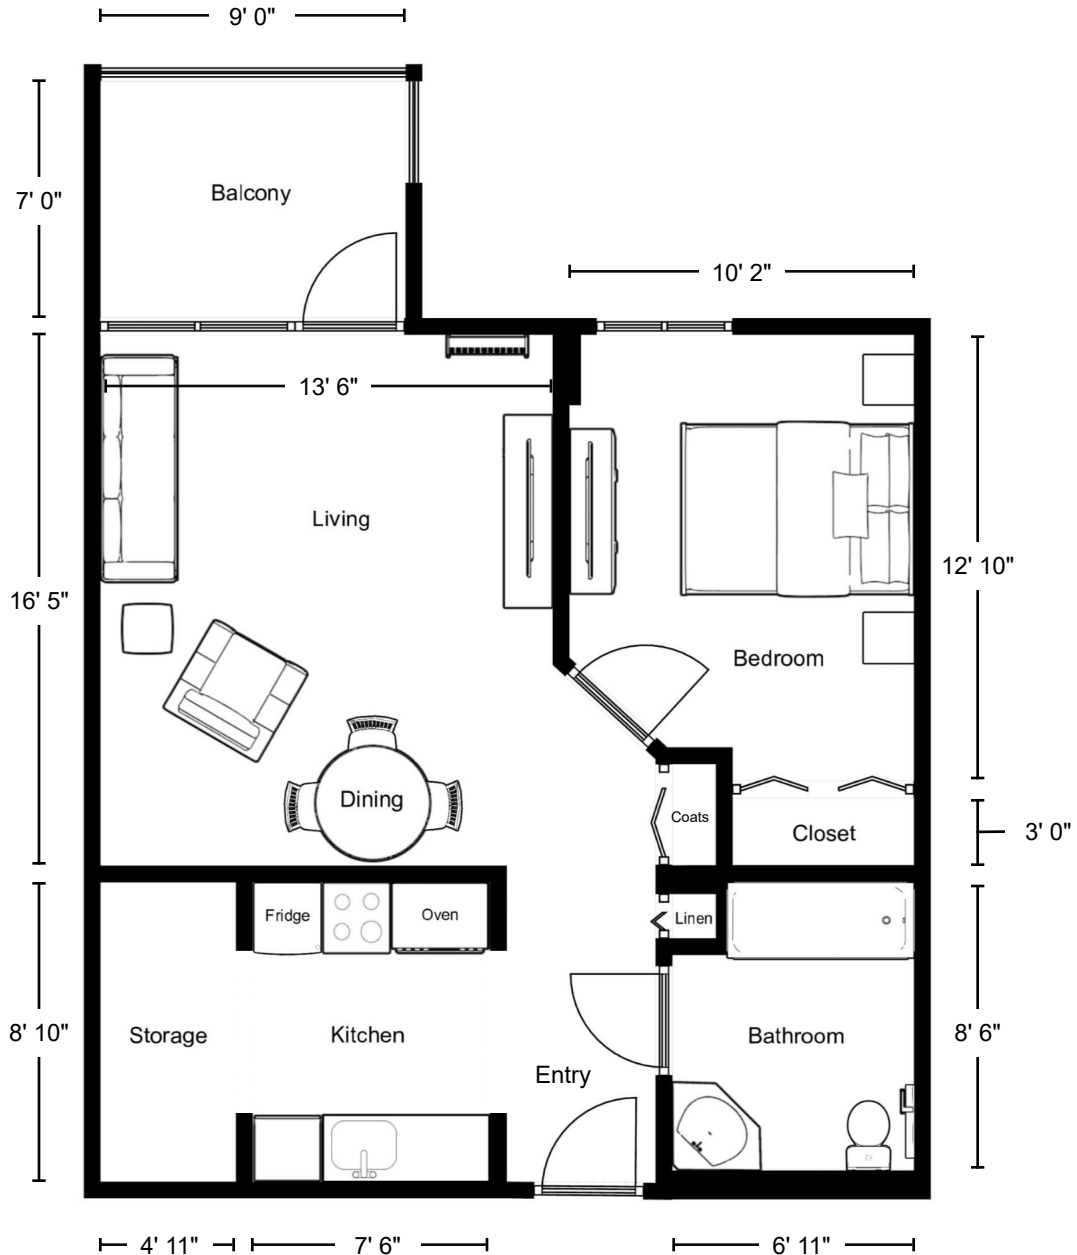 9' 0"
7' 0"
Balcony
10' 2"
13' 6"
Living
12' 10"
16' 5"
Bedroom
Dining
Coats
Closet
3' 0"
Fridge
Oven
Linen
8' 10"
Storage
Kitchen
Bathroom
8' 6"
Entry
4' 11"
7' 6"
6' 11"